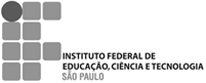 INSTITUTO FEDERAL DE
EDUCAÇÃO, CIÊNCIA E TECNOLOGIA
SÃO PAULO